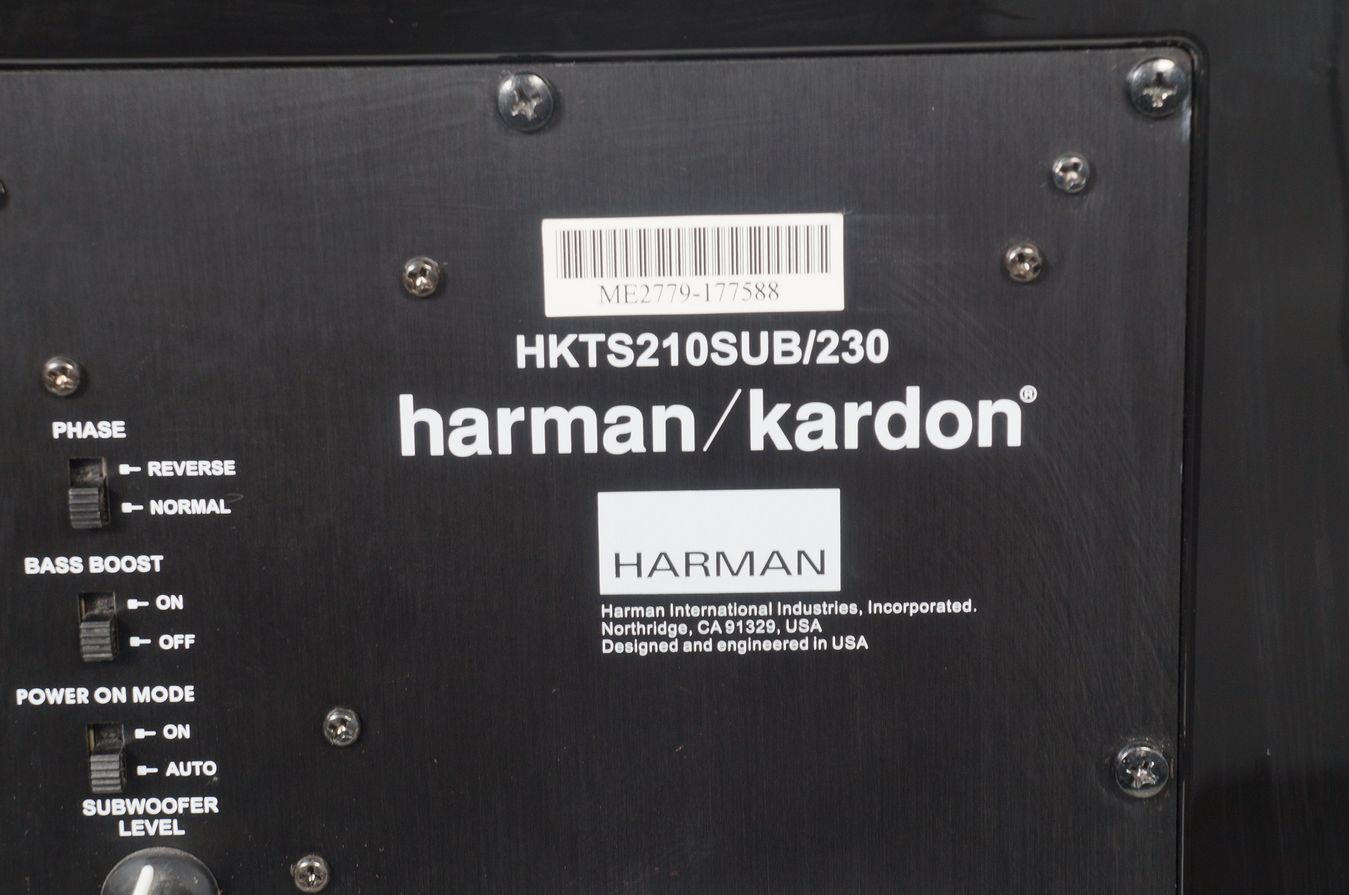 ME2779-177588
HKTS210SUB/230
harman/kardon®
HARMAN
Harman International Industries, Incorporated.
Northridge, CA 91329, USA
Designed and engineered in USA
PHASE
REVERSE
NORMAL
BASS BOOST
ON
OFF
POWER ON MODE
ON
AUTO
SUBWOOFER
LEVEL